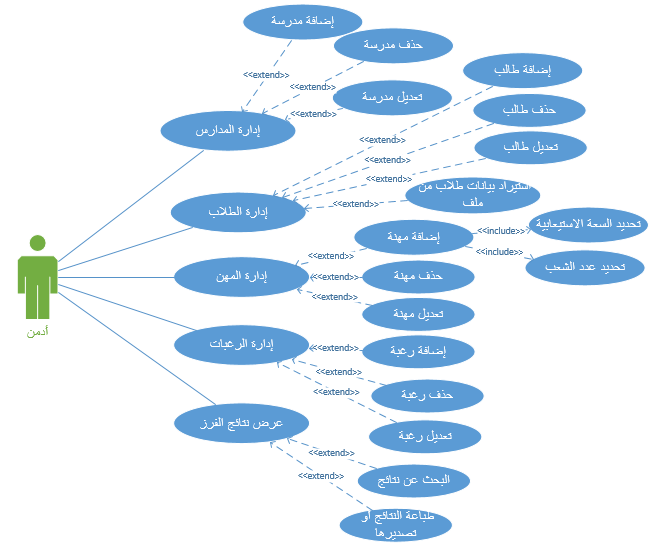 إضافة مدرسة
حذف مدرسة
<<extend>>
<<extend>>
تعديل مدرسة
<<extend>>
إدارة المدارس
إضافة طالب
حذف طالب
<<extend>>
تعديل طالب
<<extend>>
<<extend>>
استيراد بيانات طلاب من
ملف
<<extend>>
إدارة الطلاب
إضافة مهنة
<<include>>
تحديد السعة الاستيعابية
<<include>>
تحديد عدد الشعب
<<extend>>
إدارة المهن
<<extend>>
حذف مهنة
<<extend>>
تعديل مهنة
أدمن
إدارة الرغبات
<<extend>>
إضافة رغبة
<<extend>>
حذف رغبة
<<extend>>
تعديل رغبة
عرض نتائج الفرز
<<extend>>
البحث عن نتائج
<<extend>>
طباعة النتائج أو
تصديرها